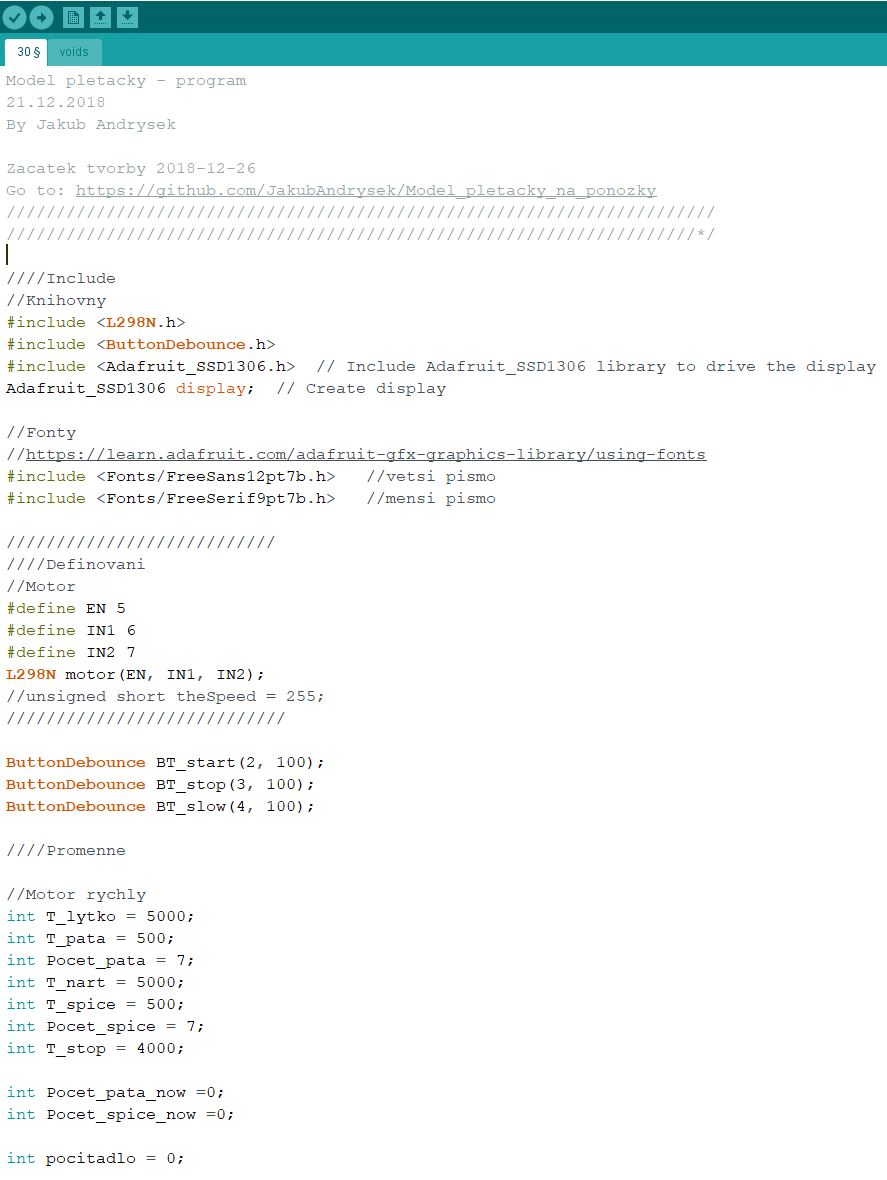 30 §
voids
Model pletacky - program
21.12.2018
By Jakub Andrysek
Zacatek tvorby 2018-12-26
Go to: https://github.com/JakubAndrysek/Model_pletacky_na_ponozky
///////////////////////////////////////////////////////////////////////
/////////////////////////////////////////////////////////////////////*/
////Include
//Knihovny
#include <L298N.h>
#include <ButtonDebounce.h>
#include <Adafruit_SSD1306.h>  // Include Adafruit_SSD1306 library to drive the display
Adafruit_SSD1306 display;  // Create display
//Fonty
//https://learn.adafruit.com/adafruit-gfx-graphics-library/using-fonts
#include <Fonts/FreeSans12pt7b.h>   //vetsi pismo
#include <Fonts/FreeSerif9pt7b.h>   //mensi pismo
///////////////////////////
////Definovani
//Motor
#define EN 5
#define IN1 6
#define IN2 7
L298N motor(EN, IN1, IN2);
//unsigned short theSpeed = 255;
////////////////////////////
ButtonDebounce BT_start(2, 100);
ButtonDebounce BT_stop(3, 100);
ButtonDebounce BT_slow(4, 100);
////Promenne
//Motor rychly
int T_lytko = 5000;
int T_pata = 500;
int Pocet_pata = 7;
int T_nart = 5000;
int T_spice = 500;
int Pocet_spice = 7;
int T_stop = 4000;
int Pocet_pata_now =0;
int Pocet_spice_now =0;
int pocitadlo = 0;